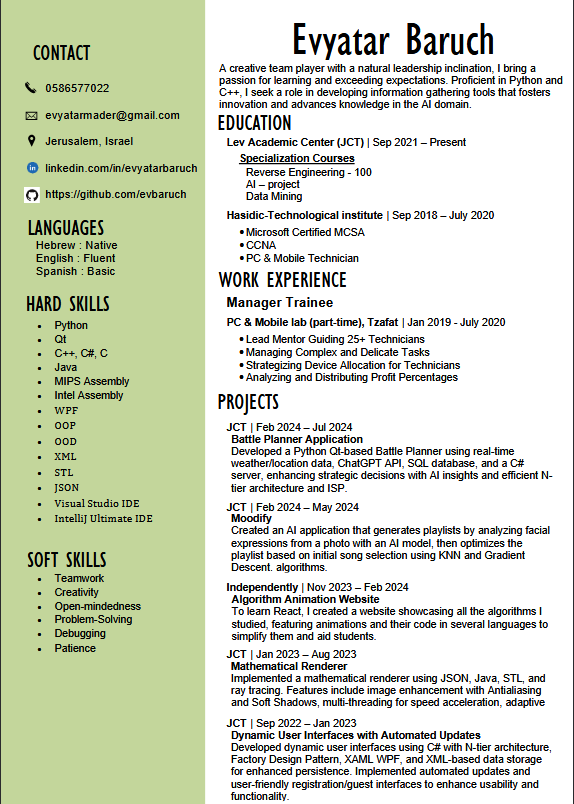 CONTACT
0586577022
evyatarmader@gmail.com
Jerusalem, Israel
linkedin.com/in/evyatarbaruch
https://github.com/evbaruch
LANGUAGES
Hebrew : Native
English : Fluent
Spanish : Basic
HARD SKILLS
• Python
• Qt
• C++, C#, C
• Java
• MIPS Assembly
• Intel Assembly
• WPF
• OOP
• OOD
• XML
• STL
• JSON
• Visual Studio IDE
• IntelliJ Ultimate IDE
SOFT SKILLS
• Teamwork
• Creativity
• Open-mindedness
• Problem-Solving
• Debugging
• Patience
Evyatar Baruch
A creative team player with a natural leadership inclination, I bring a
passion for learning and exceeding expectations. Proficient in Python and
C++, I seek a role in developing information gathering tools that fosters
innovation and advances knowledge in the AI domain.
EDUCATION
Lev Academic Center (JCT) | Sep 2021 – Present
Specialization Courses
Reverse Engineering - 100
AI – project
Data Mining
Hasidic-Technological institute | Sep 2018 – July 2020
• Microsoft Certified MCSA
• CCNA
• PC & Mobile Technician
WORK EXPERIENCE
Manager Trainee
PC & Mobile lab (part-time), Tzafat | Jan 2019 - July 2020
• Lead Mentor Guiding 25+ Technicians
• Managing Complex and Delicate Tasks
• Strategizing Device Allocation for Technicians
• Analyzing and Distributing Profit Percentages
PROJECTS
JCT | Feb 2024 – Jul 2024
Battle Planner Application
Developed a Python Qt-based Battle Planner using real-time
weather/location data, ChatGPT API, SQL database, and a C#
server, enhancing strategic decisions with AI insights and efficient N-
tier architecture and ISP.
JCT | Feb 2024 – May 2024
Moodify
Created an AI application that generates playlists by analyzing facial
expressions from a photo with an AI model, then optimizes the
playlist based on initial song selection using KNN and Gradient
Descent. algorithms.
Independently | Nov 2023 – Feb 2024
Algorithm Animation Website
To learn React, I created a website showcasing all the algorithms I
studied, featuring animations and their code in several languages to
simplify them and aid students.
JCT | Jan 2023 – Aug 2023
Mathematical Renderer
Implemented a mathematical renderer using JSON, Java, STL, and
ray tracing. Features include image enhancement with Antialiasing
and Soft Shadows, multi-threading for speed acceleration, adaptive
JCT | Sep 2022 – Jan 2023
Dynamic User Interfaces with Automated Updates
Developed dynamic user interfaces using C# with N-tier architecture,
Factory Design Pattern, XAML WPF, and XML-based data storage
for enhanced persistence. Implemented automated updates and
user-friendly registration/guest interfaces to enhance usability and
functionality.